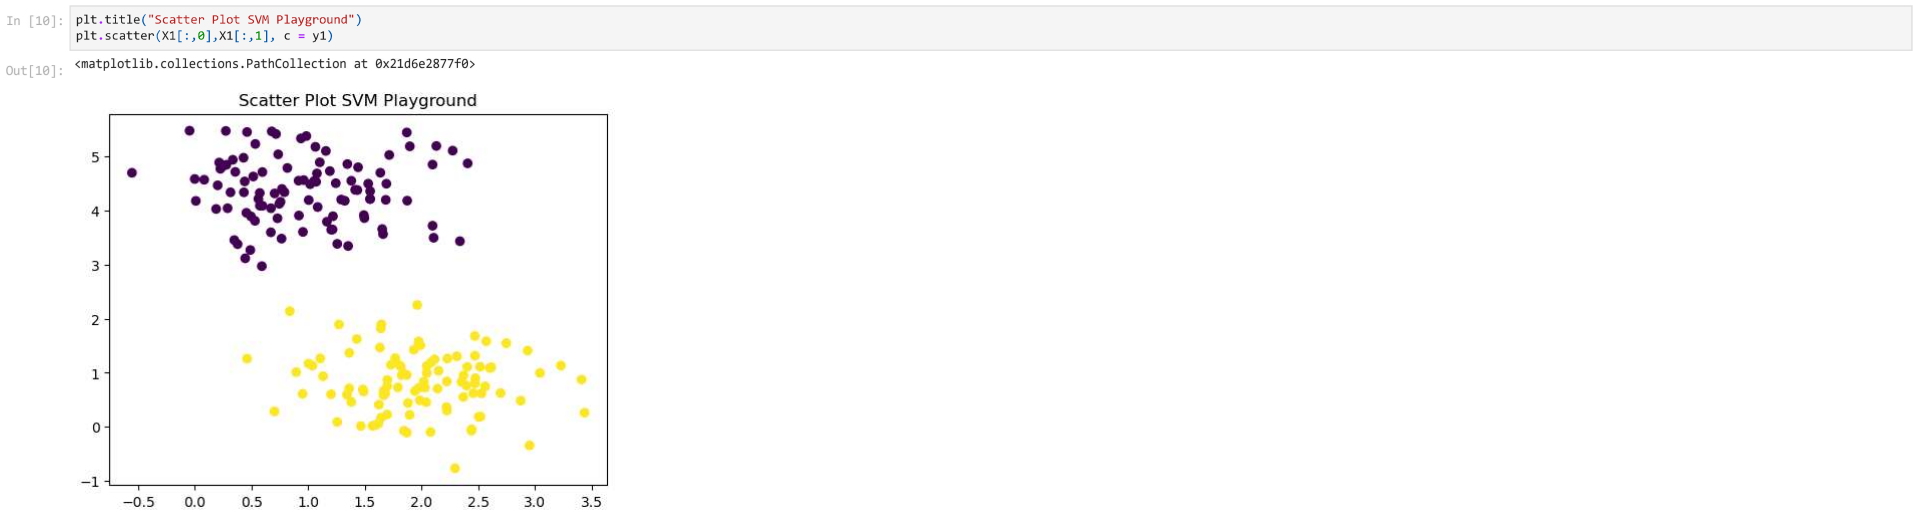 In [10]:
plt.title("Scatter Plot SVM Playground")
plt.scatter(X1[:,0],X1[:,1], c = y1)
Out[10]:
<matplotlib.collections.PathCollection at 0x21d6e2877f0>
Scatter Plot SVM Playground
5
4
3
2
1
0
−1
−0.5 0.0 0.5 1.0 1.5 2.0 2.5 3.0 3.5